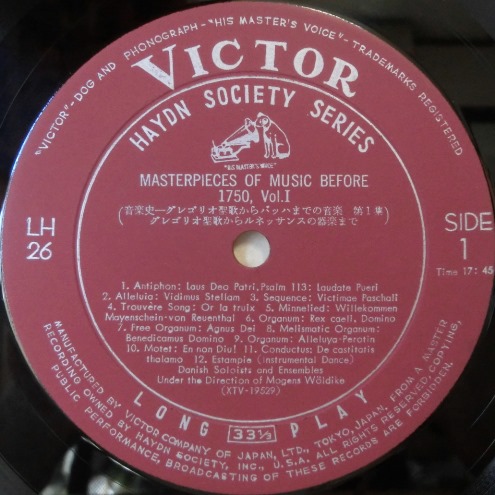 "VICTOR"-DOG AND PHONOGRAPH-"HIS MASTER'S VOICE"-TRADEMARKS REGISTERED
VICTOR
HAYDN SOCIETY SERIES
"HIS MASTER'S VOICE"
MASTERPIECES OF MUSIC BEFORE
1750, Vol.I
(音楽史—グレゴリオ聖歌からバッハまでの音楽 第1集)
グレゴリオ聖歌からルネッサンスの器楽まで
LH
26
SIDE
1
Time 17: 45
1. Antiphon: Laus Deo Patri, Psalm 113: Laudate Pueri
2. Alleluia: Vidimus Stellam 3. Sequence: Victimae Paschali
4. Trouvère Song: Or la truix 5. Minnelied: Willekommen
Mayenschein-von Reuenthal 6. Organum: Rex caeli, Domino
7. Free Organum: Agnus Dei 8. Melismatic Organum:
Benedicamus Domino 9. Organum: Alleluya-Perotin
10. Motet: En non Diu! 11. Conductus: De castitatis
thalamo 12. Estampie (instrumental Dance)
Danish Soloists and Ensembles
Under the Direction of Mogens Wöldike
(XTV-19529)
LONG 33⅓ PLAY
MANUFACTURED BY VICTOR COMPANY OF JAPAN, LTD., TOKYO, JAPAN, FROM A MASTER
RECORDING OWNED BY HAYDN SOCIETY, INC., U.S.A. ALL RIGHTS RESERVED, COPYING,
PUBLIC PERFORMANCE, BROADCASTING OF THESE RECORDS ARE FORBIDDEN.